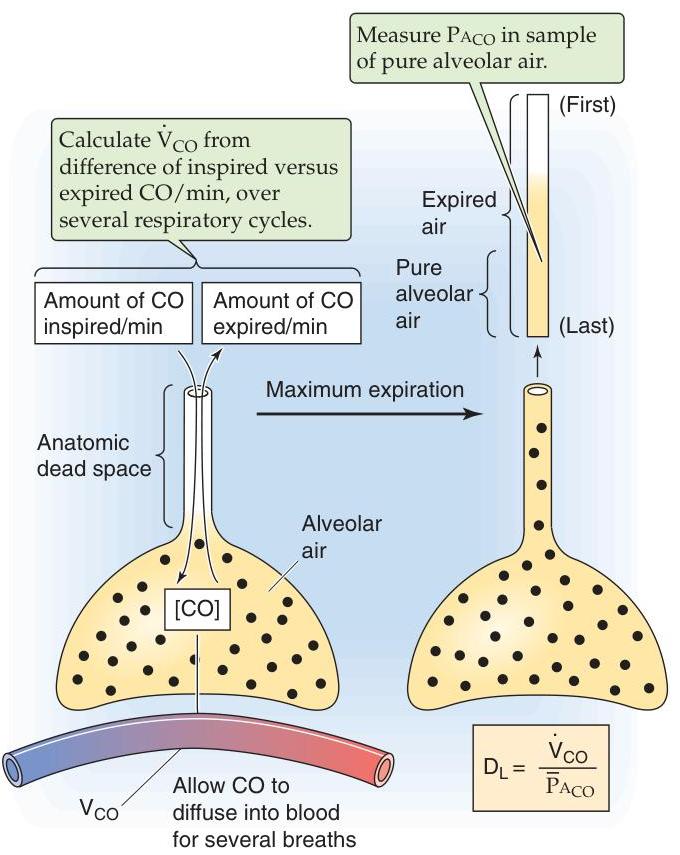 Measure PACO in sample
of pure alveolar air.
(First)
Calculate V̇CO from
difference of inspired versus
expired CO/min, over
several respiratory cycles.
Expired
air
Pure
alveolar
air
(Last)
Amount of CO
inspired/min
Amount of CO
expired/min
Maximum expiration
Anatomic
dead space
Alveolar
air
[CO]
VCO
Allow CO to
diffuse into blood
for several breaths
DL = V̇CO
P̅ACO